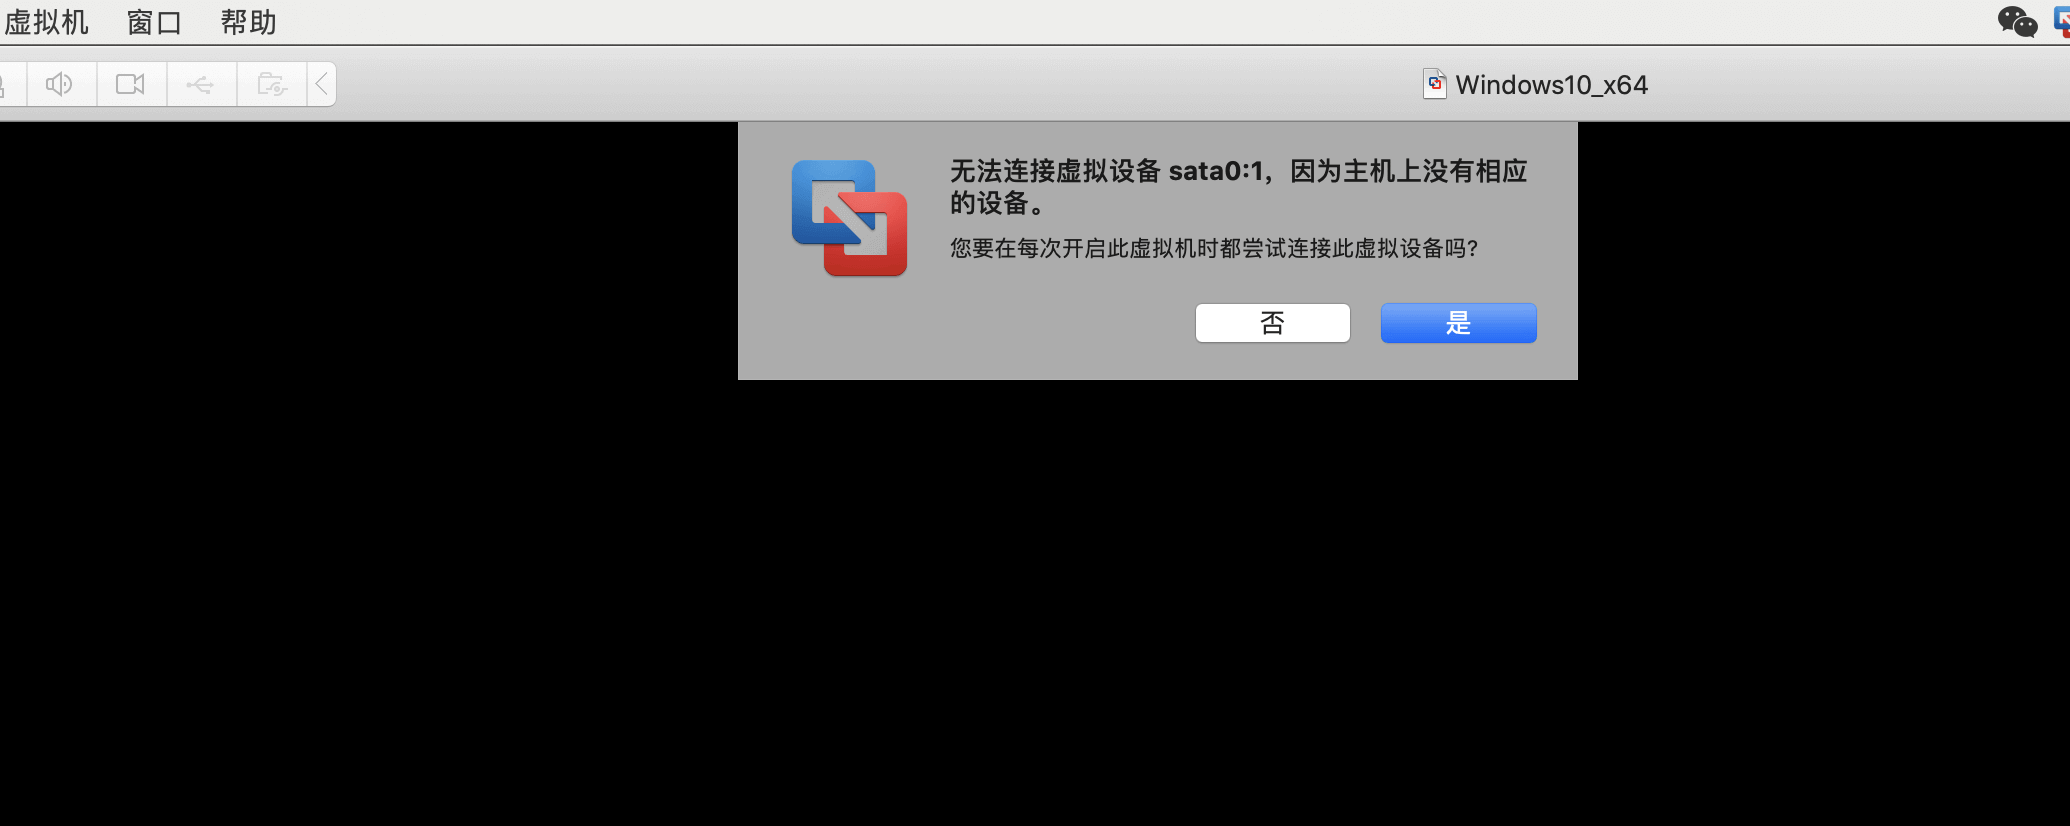 虚拟机 窗口 帮助
Windows10_x64
无法连接虚拟设备 sata0:1，因为主机上没有相应
的设备。
您要在每次开启此虚拟机时都尝试连接此虚拟设备吗?
否 是